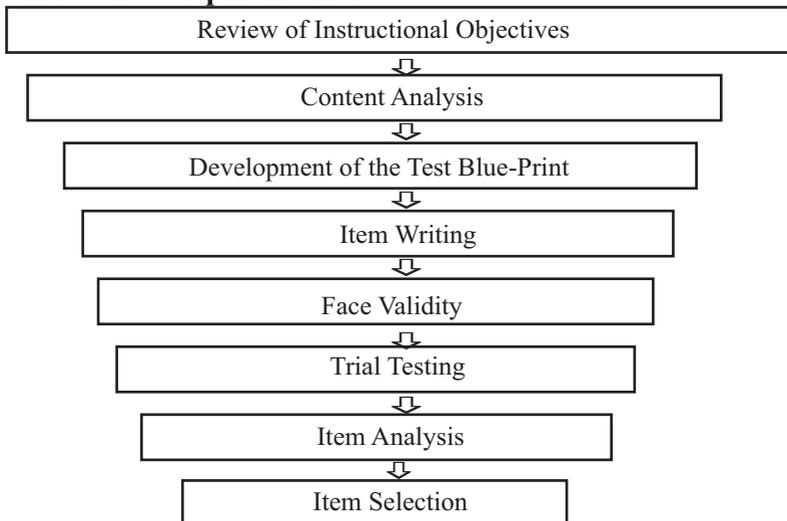 Review of Instructional Objectives
Content Analysis
Development of the Test Blue-Print
Item Writing
Face Validity
Trial Testing
Item Analysis
Item Selection